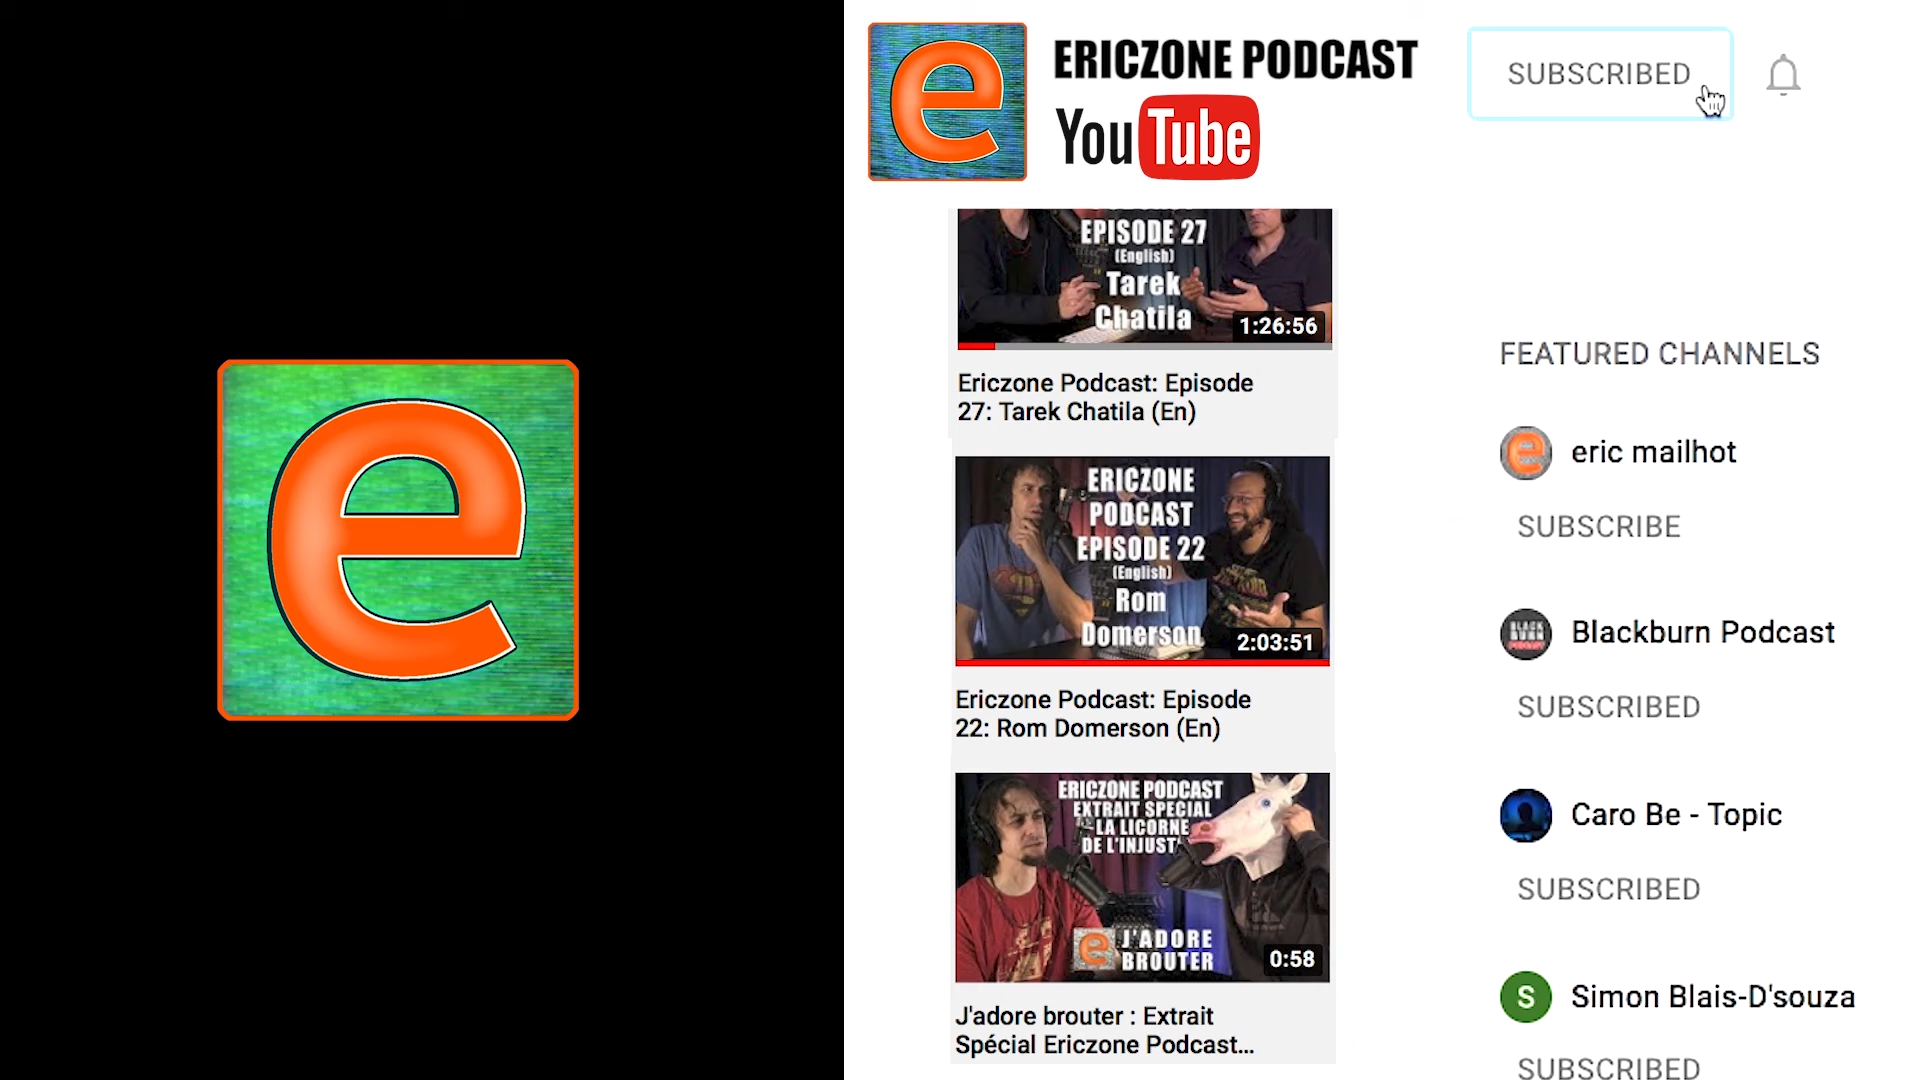 e
e
ERICZONE PODCAST
YouTube
SUBSCRIBED
EPISODE 27
(English)
Tarek
Chatila
1:26:56
Ericzone Podcast: Episode
27: Tarek Chatila (En)
ERICZONE
PODCAST
EPISODE 22
(English)
Rom
Domerson
2:03:51
Ericzone Podcast: Episode
22: Rom Domerson (En)
ERICZONE PODCAST
EXTRAIT SPECIAL
LA LICORNE
DE L'INJUST
e J'ADORE
BROUTER
0:58
J'adore brouter : Extrait
Spécial Ericzone Podcast...
FEATURED CHANNELS
e eric mailhot
SUBSCRIBE
BLACK
BURN
PODCAST
Blackburn Podcast
SUBSCRIBED
Caro Be - Topic
SUBSCRIBED
S Simon Blais-D'souza
SUBSCRIBED